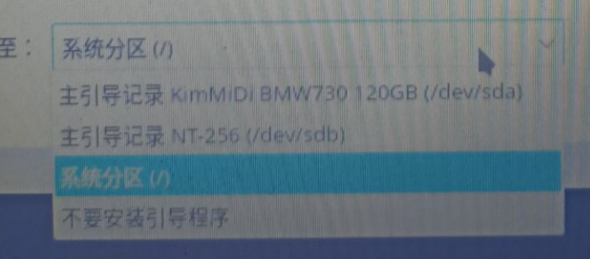 至： 系统分区 (/)
主引导记录 KimMiDi BMW730 120GB (/dev/sda)
主引导记录 NT-256 (/dev/sdb)
系统分区 (/)
不要安装引导程序